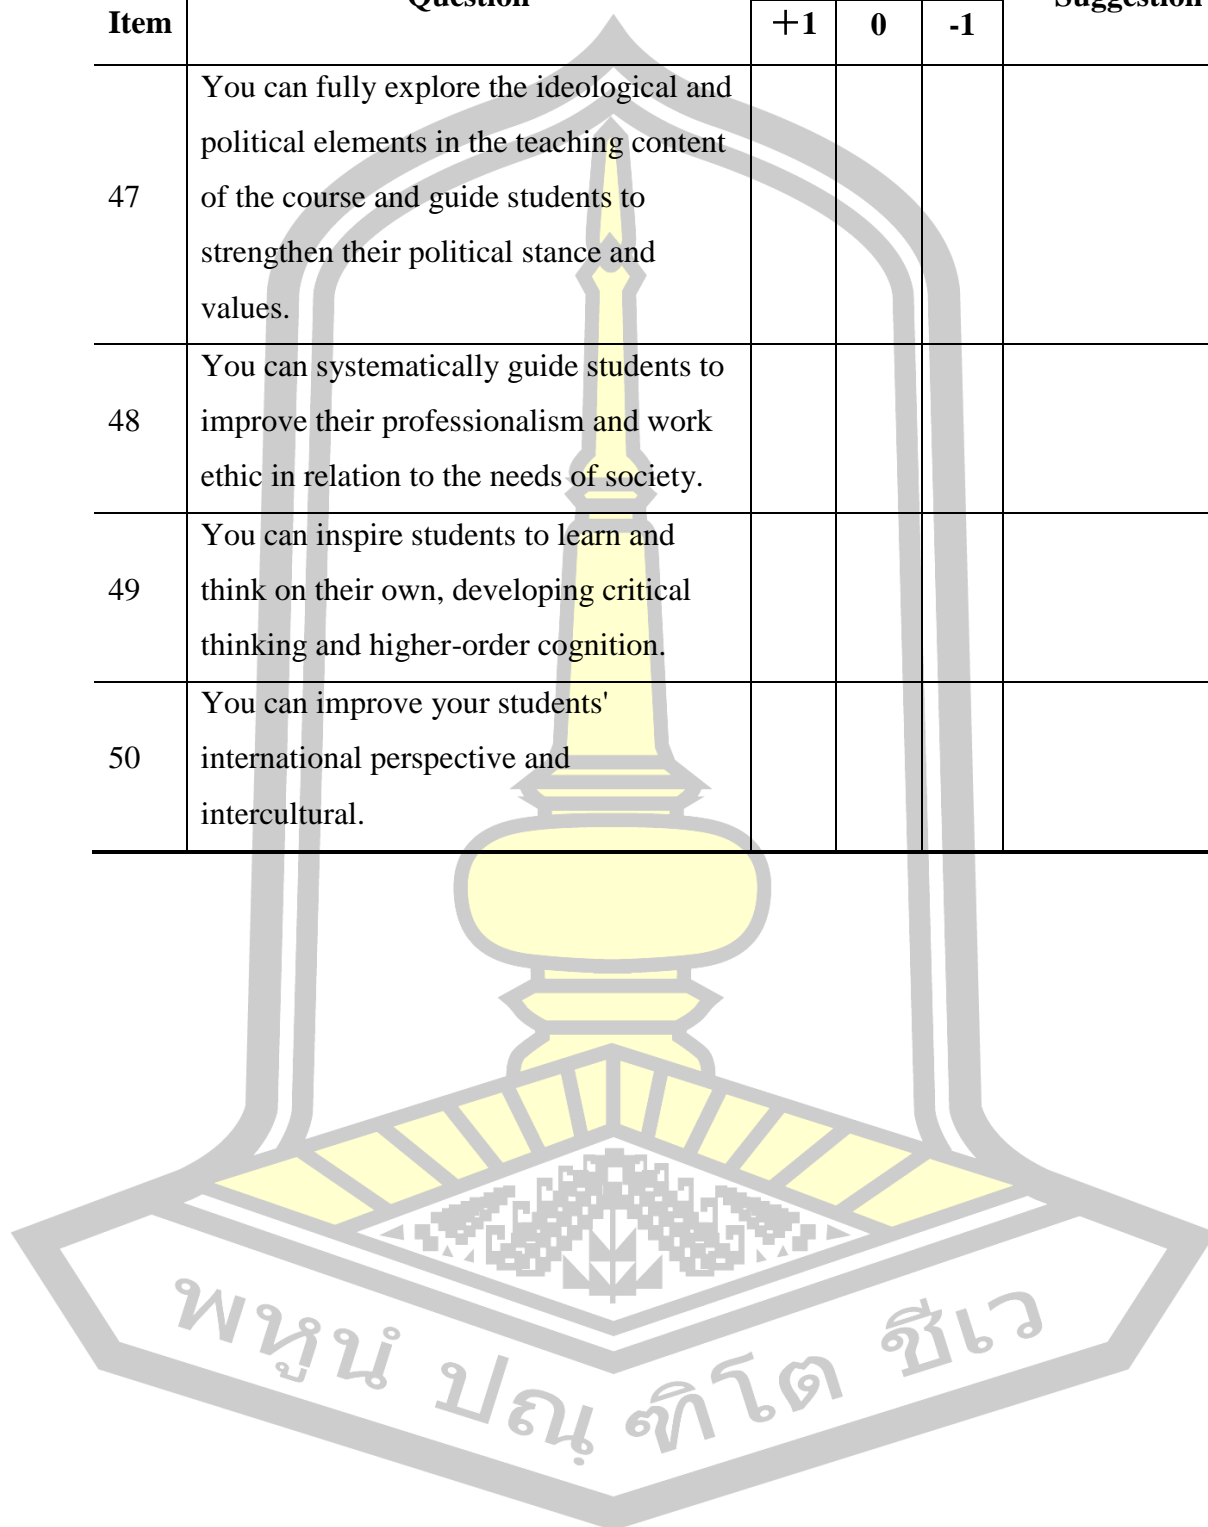 Question
Suggestion
Item
+1 0 -1
You can fully explore the ideological and
political elements in the teaching content
47 of the course and guide students to
strengthen their political stance and
values.
You can systematically guide students to
48 improve their professionalism and work
ethic in relation to the needs of society.
You can inspire students to learn and
49 think on their own, developing critical
thinking and higher-order cognition.
You can improve your students'
50 international perspective and
intercultural.
พหูนํ ปณฺฑิโต ชีเว